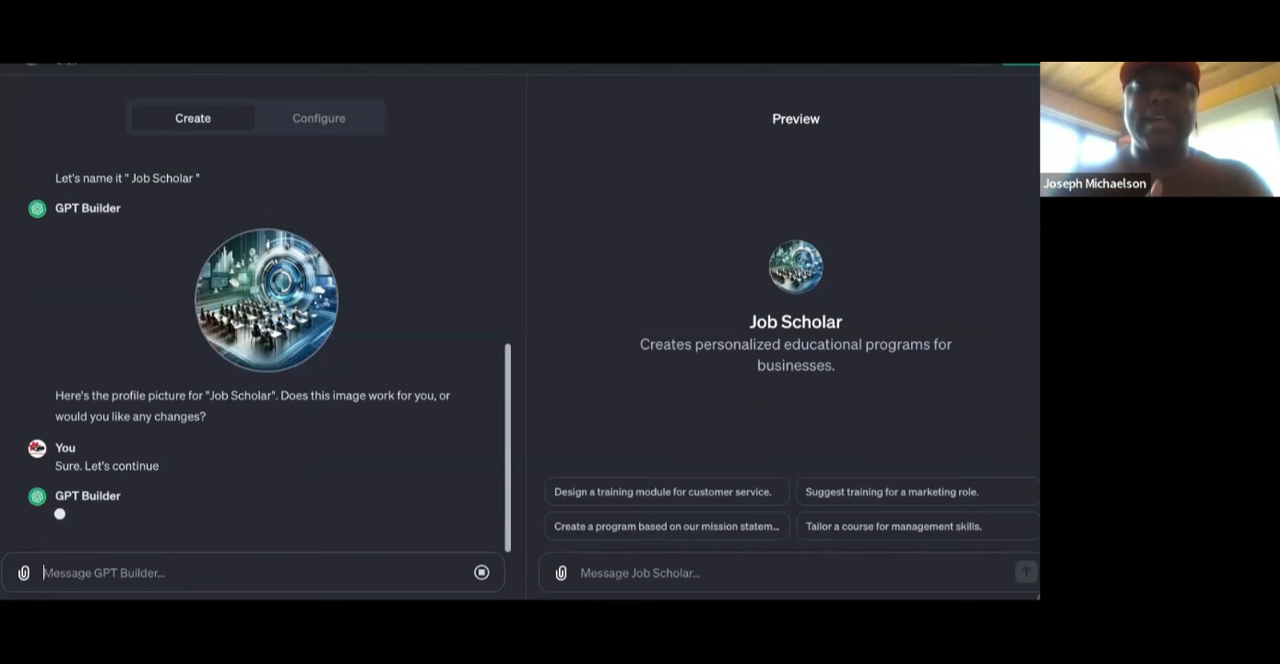 Create
Configure
Let's name it " Job Scholar "
GPT Builder
Here's the profile picture for "Job Scholar". Does this image work for you, or
would you like any changes?
You
Sure. Let's continue
GPT Builder
Message GPT Builder...
Preview
Job Scholar
Creates personalized educational programs for
businesses.
Design a training module for customer service.
Suggest training for a marketing role.
Create a program based on our mission statem...
Tailor a course for management skills.
Message Job Scholar...
Joseph Michaelson